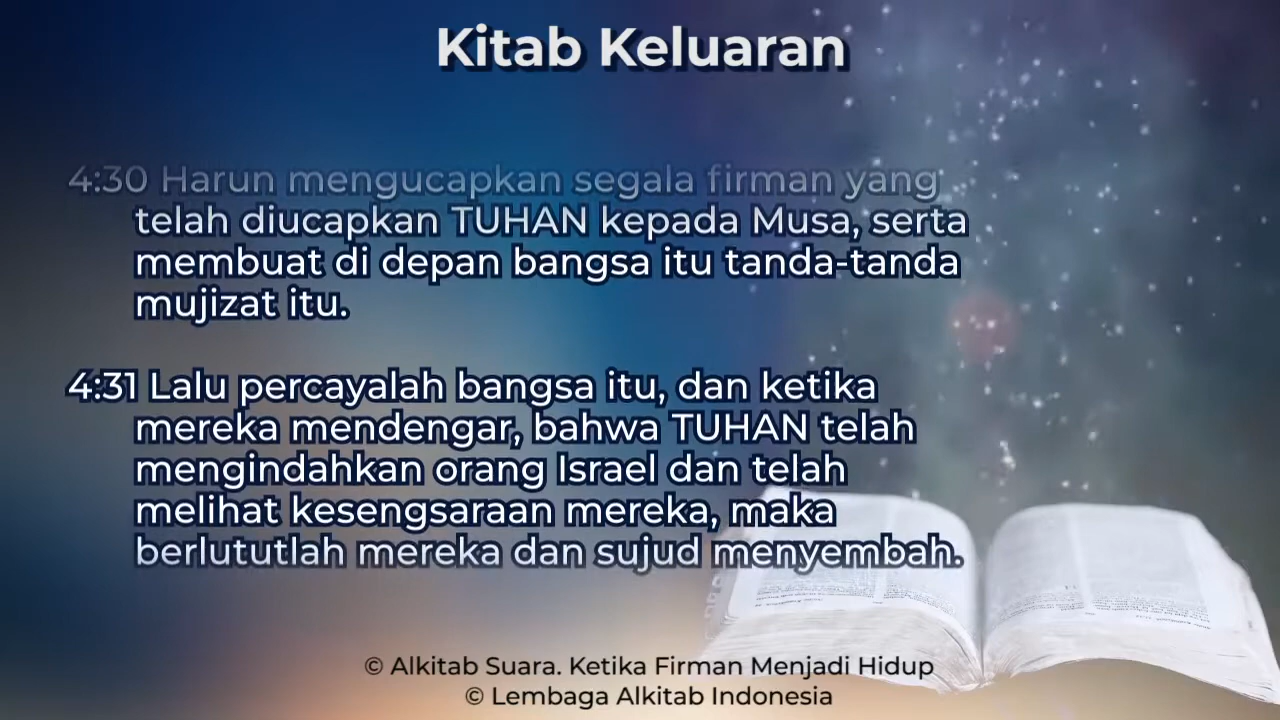 Kitab Keluaran
4:30 Harun mengucapkan segala firman yang
telah diucapkan TUHAN kepada Musa, serta
membuat di depan bangsa itu tanda-tanda
mujizat itu.
4:31 Lalu percayalah bangsa itu, dan ketika
mereka mendengar, bahwa TUHAN telah
mengindahkan orang Israel dan telah
melihat kesengsaraan mereka, maka
berlututlah mereka dan sujud menyembah.
© Alkitab Suara. Ketika Firman Menjadi Hidup
© Lembaga Alkitab Indonesia